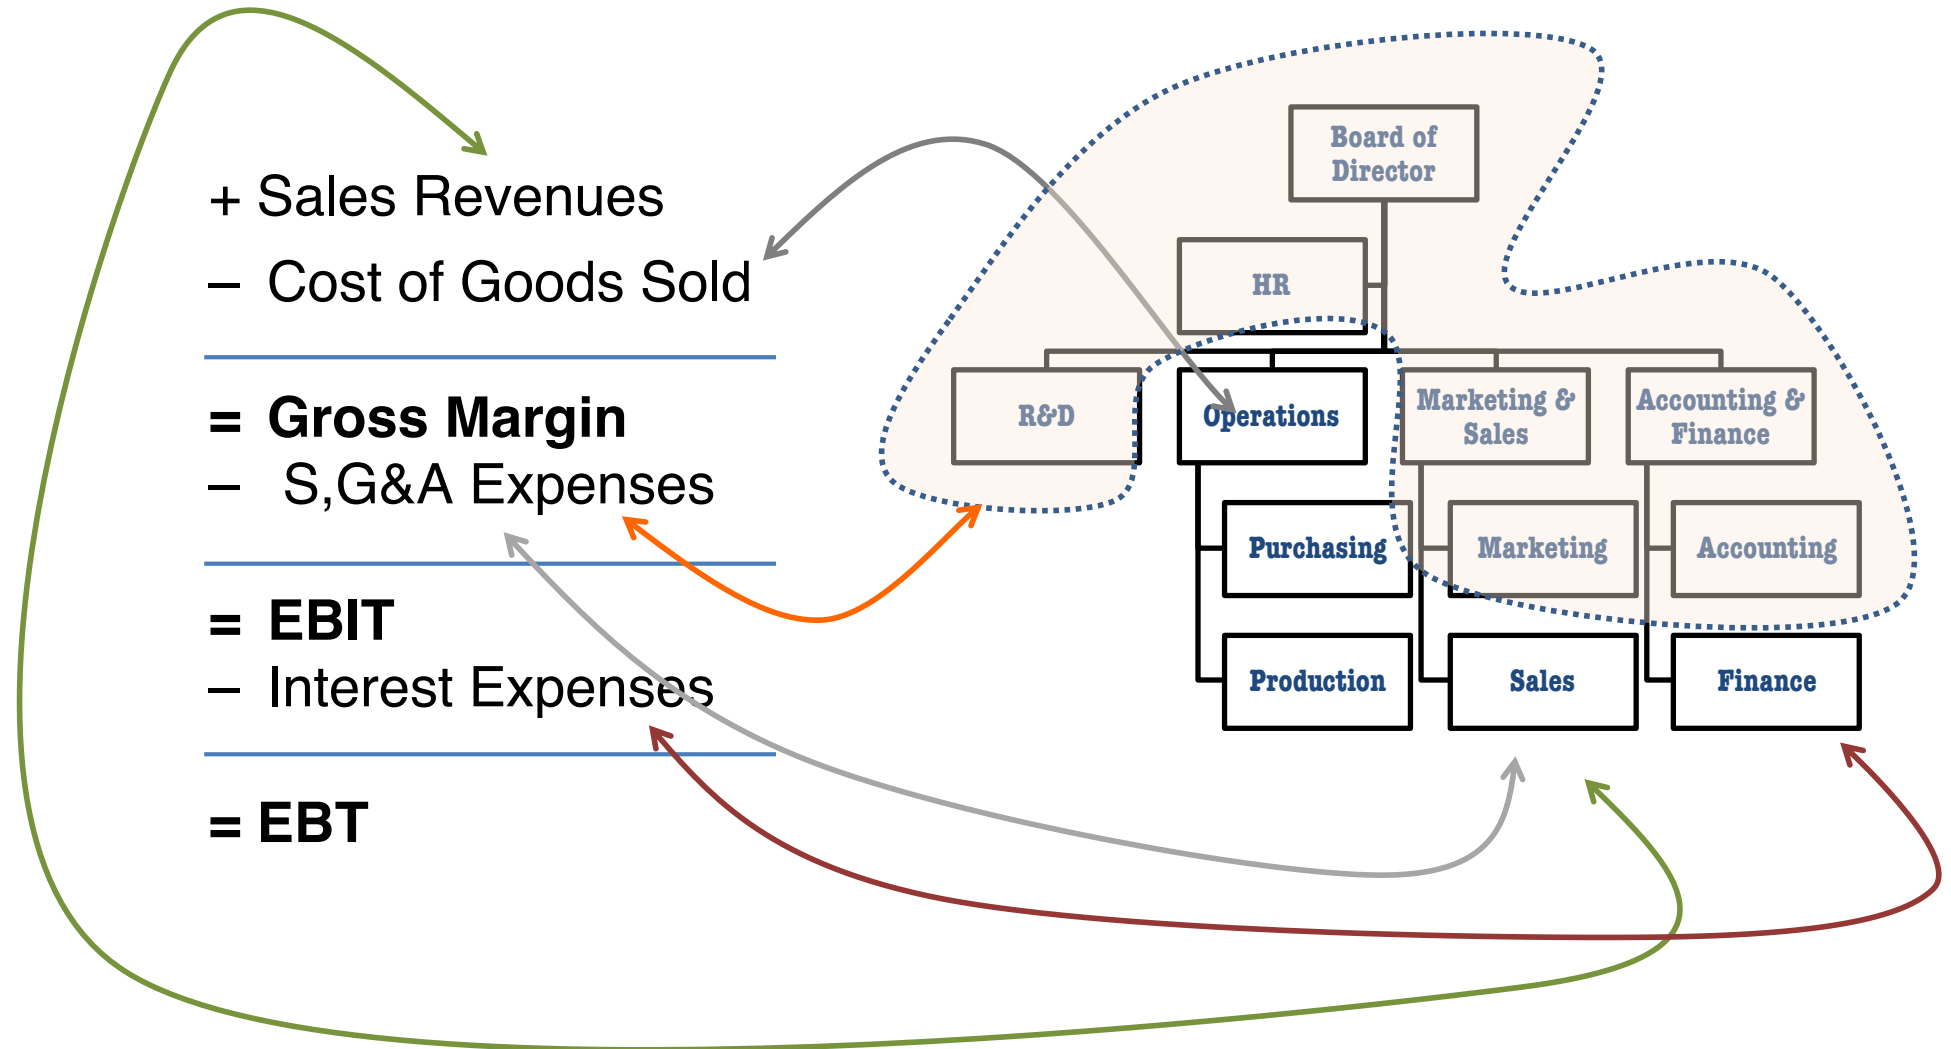 + Sales Revenues
– Cost of Goods Sold
= Gross Margin
– S,G&A Expenses
= EBIT
– Interest Expenses
= EBT
Board of
Director
HR
R&D
Operations
Marketing &
Sales
Accounting &
Finance
Purchasing
Marketing
Accounting
Production
Sales
Finance